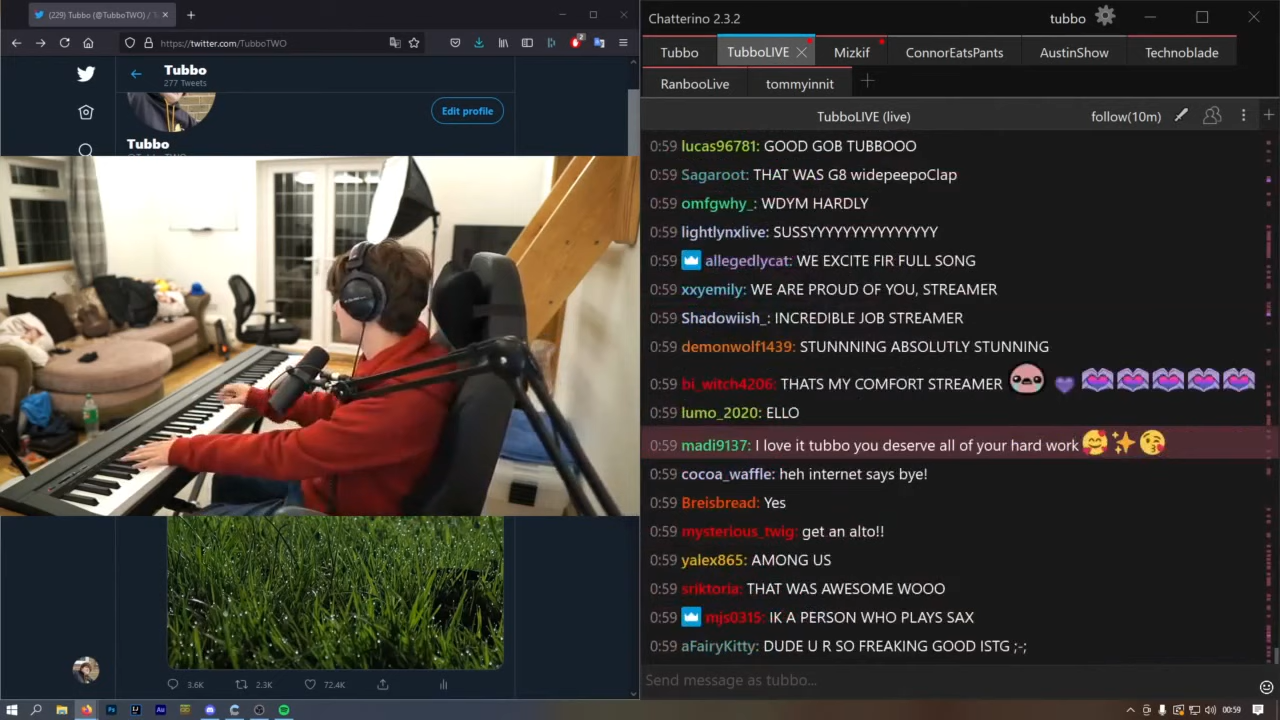 (229) Tubbo (@TubboTWO) / T
https://twitter.com/TubboTWO
2
Tubbo
277 Tweets
Edit profile
Tubbo
3.6K
2.3K
72.4K
Chatterino 2.3.2
tubbo
Tubbo
TubboLIVE
Mizkif
ConnorEatsPants
AustinShow
Technoblade
RanbooLive
tommyinnit
TubboLIVE (live)
follow(10m)
0:59 lucas96781: GOOD GOB TUBBOOO
0:59 Sagaroot: THAT WAS G8 widepeepoClap
0:59 omfgwhy_: WDYM HARDLY
0:59 lightlynxlive: SUSSYYYYYYYYYYYYYYY
0:59 allegedlycat: WE EXCITE FIR FULL SONG
0:59 xxyemily: WE ARE PROUD OF YOU, STREAMER
0:59 Shadowiish_: INCREDIBLE JOB STREAMER
0:59 demonwolf1439: STUNNNING ABSOLUTLY STUNNING
0:59 bi_witch4206: THATS MY COMFORT STREAMER
0:59 lumo_2020: ELLO
0:59 madi9137: I love it tubbo you deserve all of your hard work 🥰✨😘
0:59 cocoa_waffle: heh internet says bye!
0:59 Breisbread: Yes
0:59 mysterious_twig: get an alto!!
0:59 yalex865: AMONG US
0:59 sriktoria: THAT WAS AWESOME WOOO
0:59 mjs0315: IK A PERSON WHO PLAYS SAX
0:59 aFairyKitty: DUDE U R SO FREAKING GOOD ISTG ;-;
Send message as tubbo...
00:59